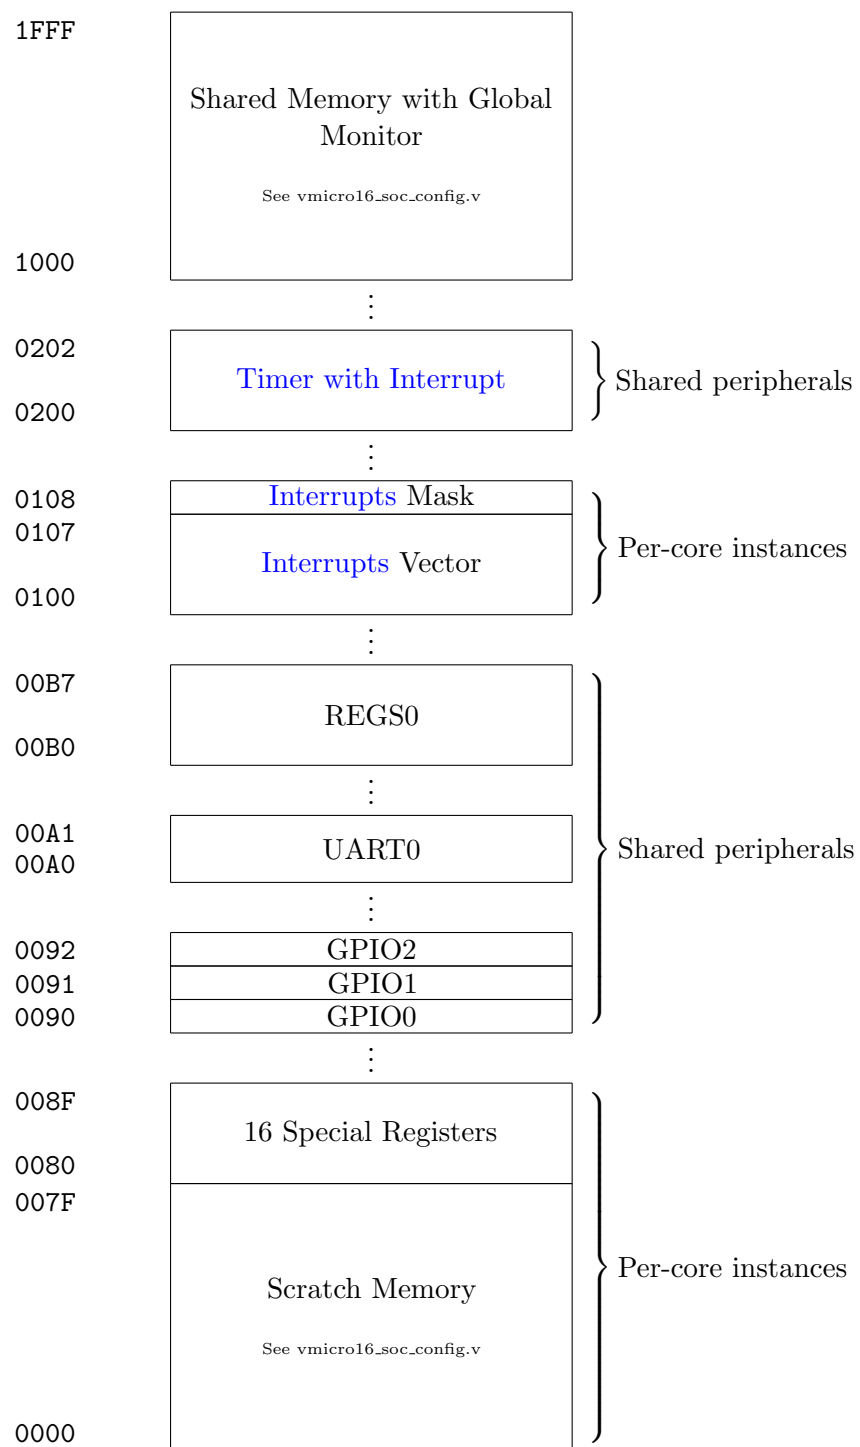 1FFF
Shared Memory with Global
Monitor
See vmicro16_soc_config.v
1000
0202
Timer with Interrupt
Shared peripherals
0200
0108
Interrupts Mask
0107
Interrupts Vector
Per-core instances
0100
00B7
REGS0
00B0
00A1
UART0
Shared peripherals
00A0
0092
GPIO2
0091
GPIO1
0090
GPIO0
008F
16 Special Registers
0080
007F
Per-core instances
Scratch Memory
See vmicro16_soc_config.v
0000